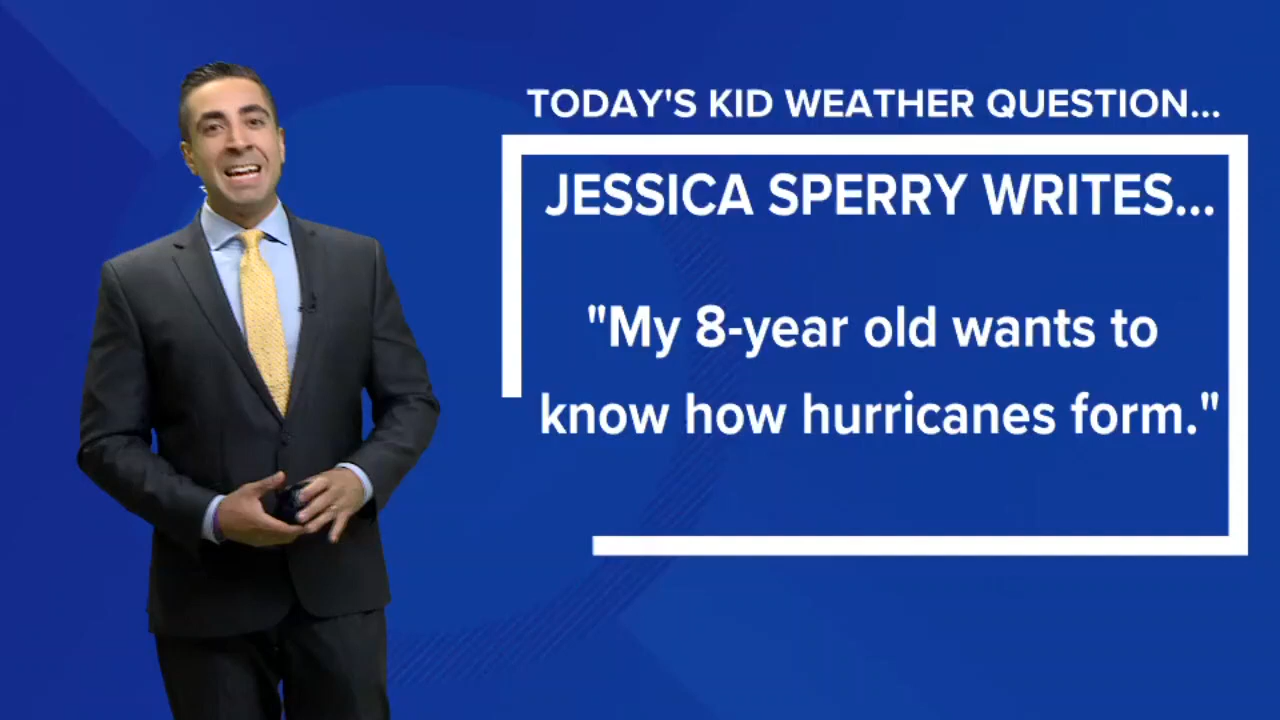 TODAY'S KID WEATHER QUESTION...
JESSICA SPERRY WRITES...
"My 8-year old wants to
know how hurricanes form."